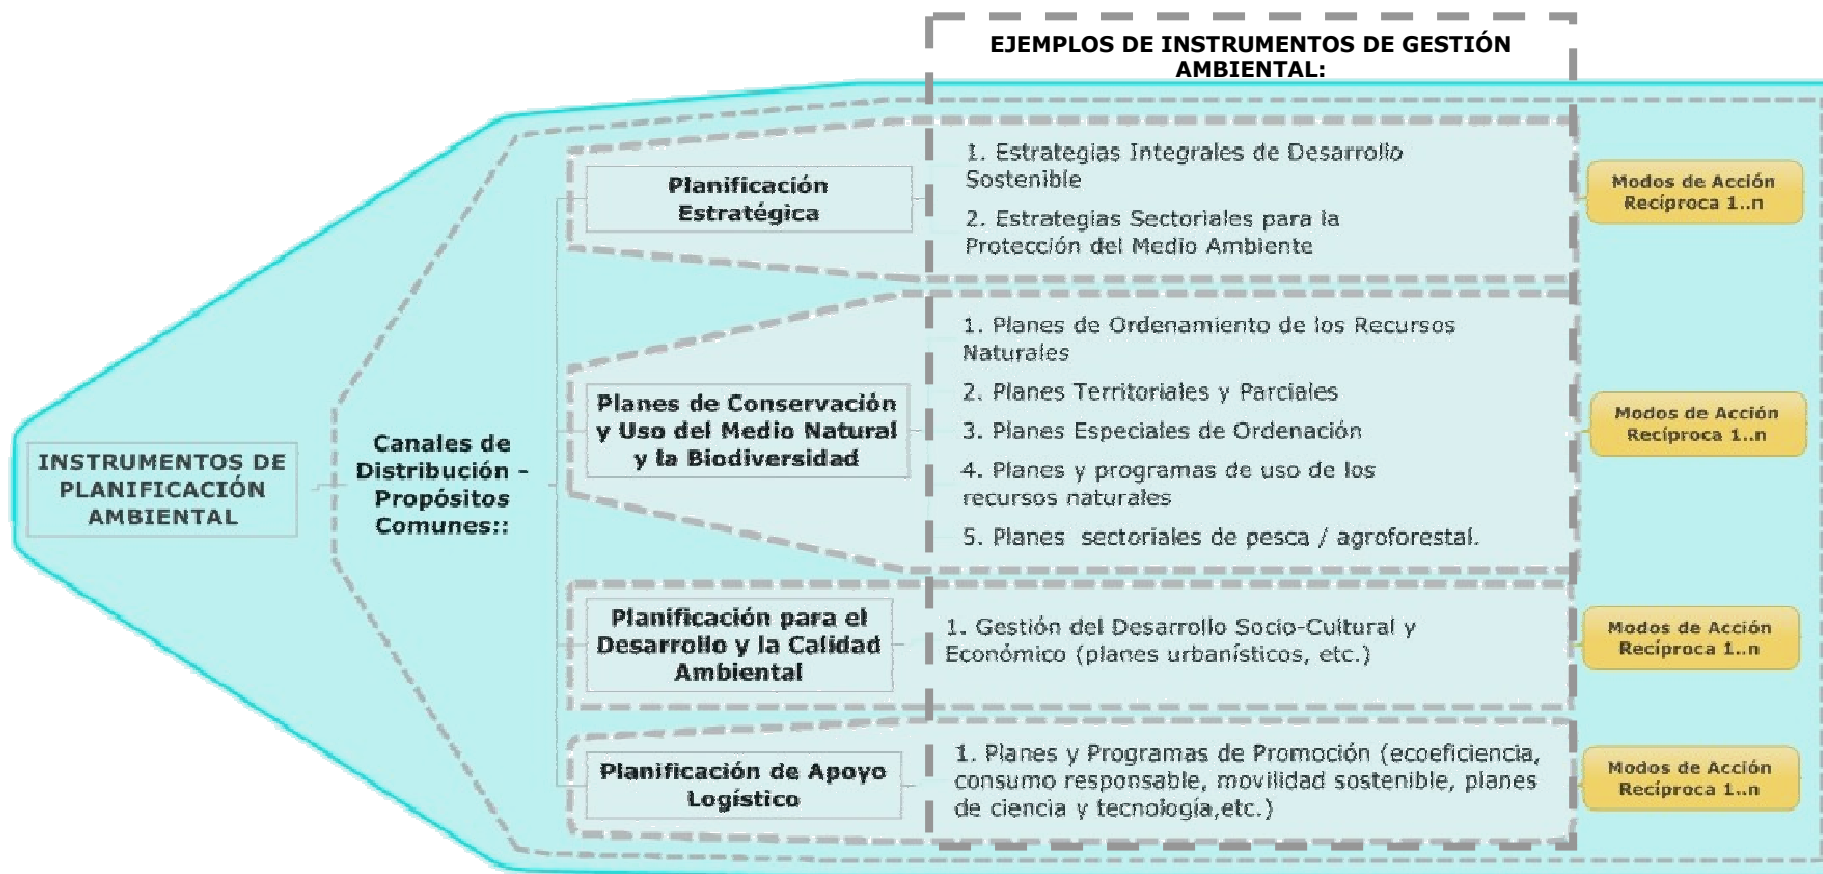 EJEMPLOS DE INSTRUMENTOS DE GESTIÓN
AMBIENTAL:
INSTRUMENTOS DE
PLANIFICACIÓN
AMBIENTAL
Canales de
Distribución –
Propósitos
Comunes::
Planificación
Estratégica
1. Estrategias Integrales de Desarrollo
Sostenible
2. Estrategias Sectoriales para la
Protección del Medio Ambiente
Modos de Acción
Recíproca 1..n
Planes de Conservación
y Uso del Medio Natural
y la Biodiversidad
1. Planes de Ordenamiento de los Recursos
Naturales
2. Planes Territoriales y Parciales
3. Planes Especiales de Ordenación
4. Planes y programas de uso de los
recursos naturales
5. Planes sectoriales de pesca / agroforestal.
Modos de Acción
Recíproca 1..n
Planificación para el
Desarrollo y la Calidad
Ambiental
1. Gestión del Desarrollo Socio-Cultural y
Económico (planes urbanísticos, etc.)
Modos de Acción
Recíproca 1..n
Planificación de Apoyo
Logístico
1. Planes y Programas de Promoción (ecoeficiencia,
consumo responsable, movilidad sostenible, planes
de ciencia y tecnología,etc.)
Modos de Acción
Recíproca 1..n